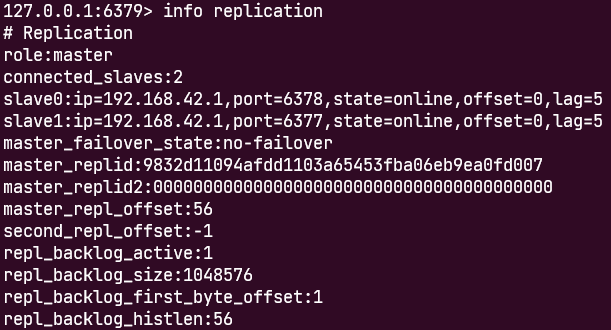 127.0.0.1:6379> info replication
# Replication
role:master
connected_slaves:2
slave0:ip=192.168.42.1,port=6378,state=online,offset=0,lag=5
slave1:ip=192.168.42.1,port=6377,state=online,offset=0,lag=5
master_failover_state:no-failover
master_replid:9832d11094afdd1103a65453fba06eb9ea0fd007
master_replid2:0000000000000000000000000000000000000000
master_repl_offset:56
second_repl_offset:-1
repl_backlog_active:1
repl_backlog_size:1048576
repl_backlog_first_byte_offset:1
repl_backlog_histlen:56